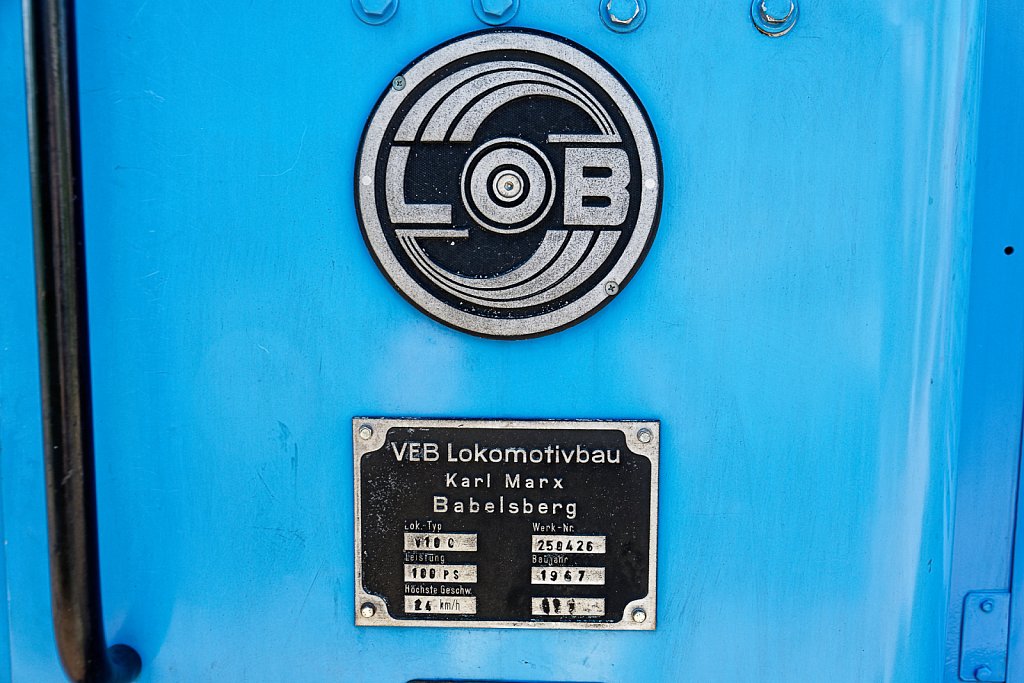 LOB
VEB Lokomotivbau
Karl Marx
Babelsberg
Lok.-Typ Werk-Nr.
V10C 250426
Leistung Baujahr
100 PS 1967
Höchste Geschw.
24 km/h